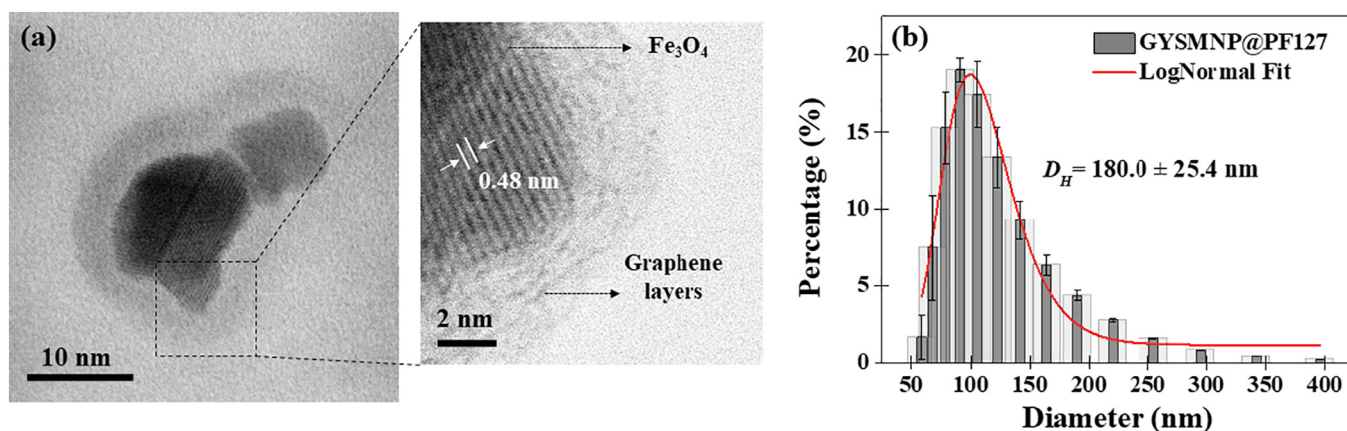 (a)
Fe₃O₄
0.48 nm
Graphene
layers
10 nm
2 nm
(b)
GYSMNP@PF127
LogNormal Fit
D_H = 180.0 ± 25.4 nm
Percentage (%)
20
15
10
5
0
50 100 150 200 250 300 350 400
Diameter (nm)